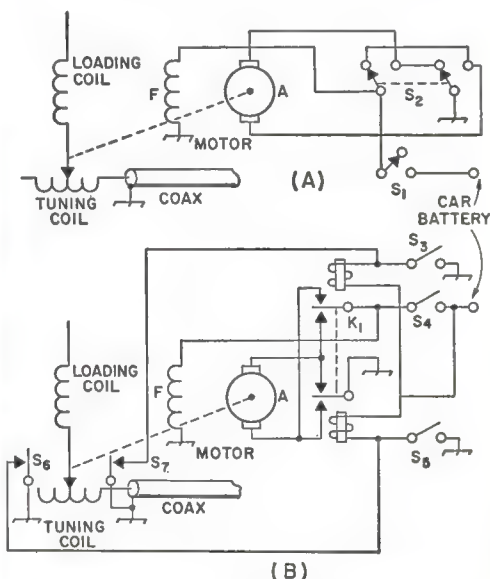 LOADING
COIL
F
A
MOTOR
S2
(A)
S1
TUNING
COIL
COAX
CAR
BATTERY
S3
K1
S4
LOADING
COIL
F
A
MOTOR
S5
S6
S7
COAX
TUNING
COIL
(B)